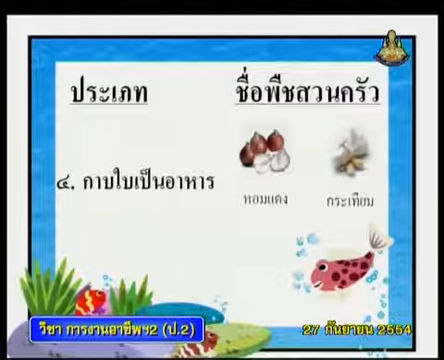 ประเภท ชื่อพืชสวนครัว
๔. กาบใบเป็นอาหาร
หอมแดง กระเทียม
วิชา การงานอาชีพฯ2 (ป.2) 27 กันยายน 2554